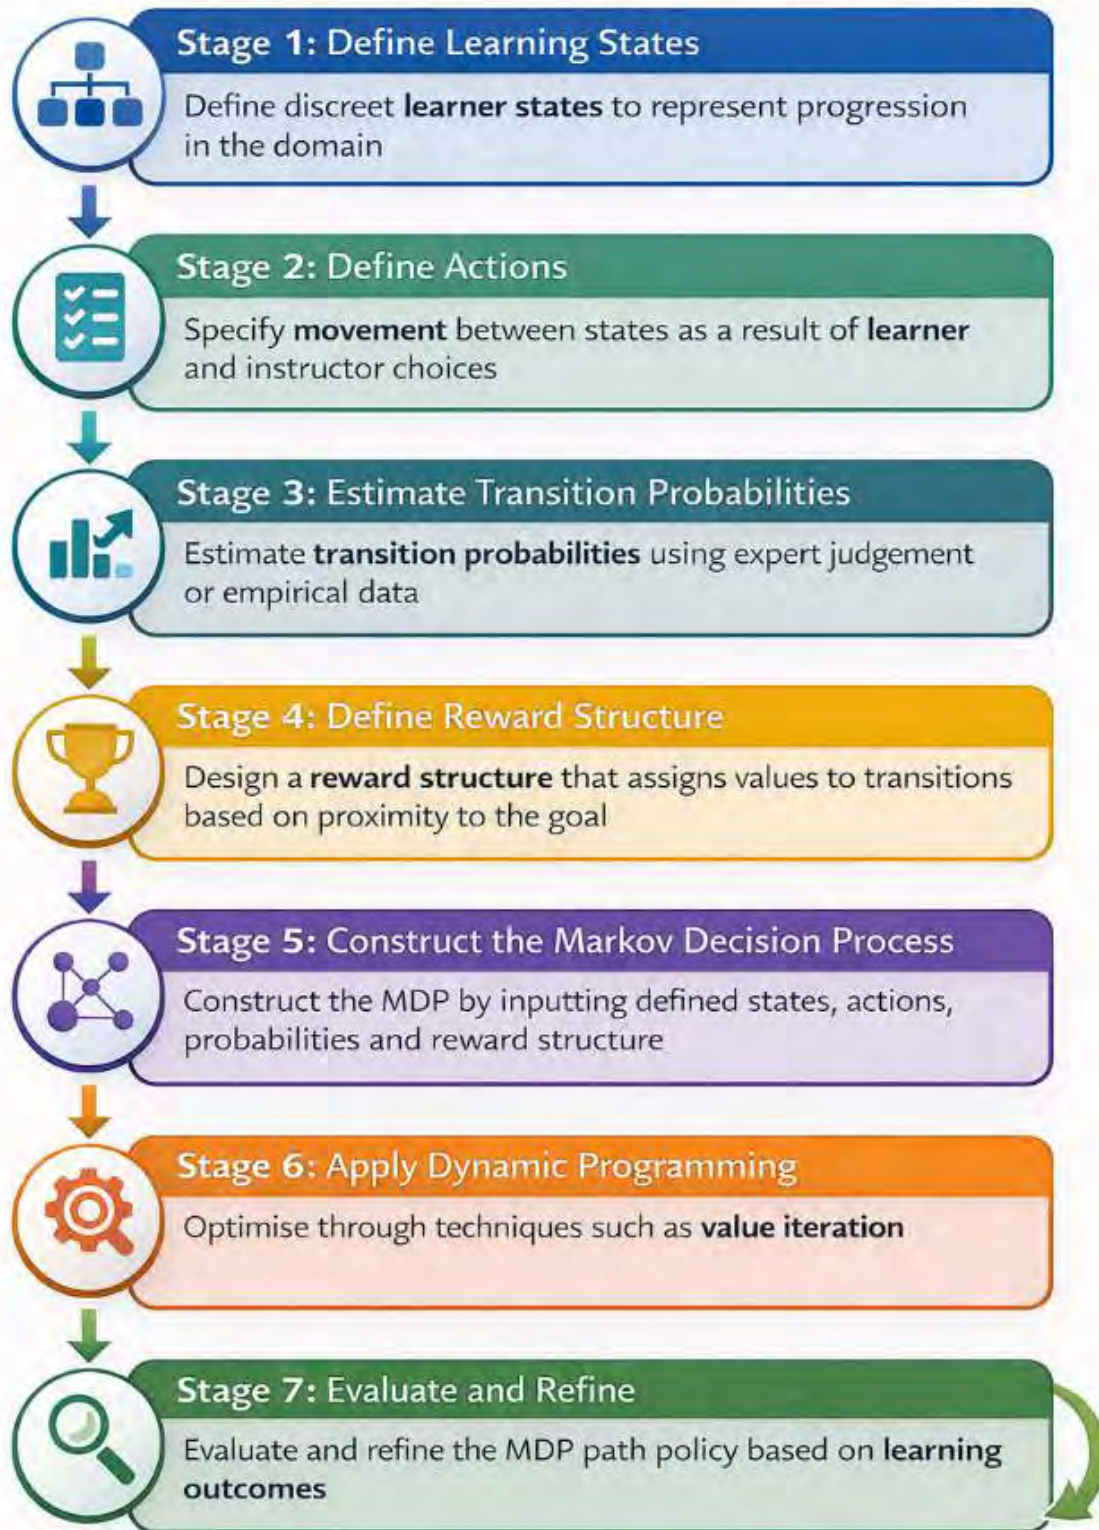 Stage 1: Define Learning States
Define discreet learner states to represent progression
in the domain
Stage 2: Define Actions
Specify movement between states as a result of learner
and instructor choices
Stage 3: Estimate Transition Probabilities
Estimate transition probabilities using expert judgement
or empirical data
Stage 4: Define Reward Structure
Design a reward structure that assigns values to transitions
based on proximity to the goal
Stage 5: Construct the Markov Decision Process
Construct the MDP by inputting defined states, actions,
probabilities and reward structure
Stage 6: Apply Dynamic Programming
Optimise through techniques such as value iteration
Stage 7: Evaluate and Refine
Evaluate and refine the MDP path policy based on learning
outcomes